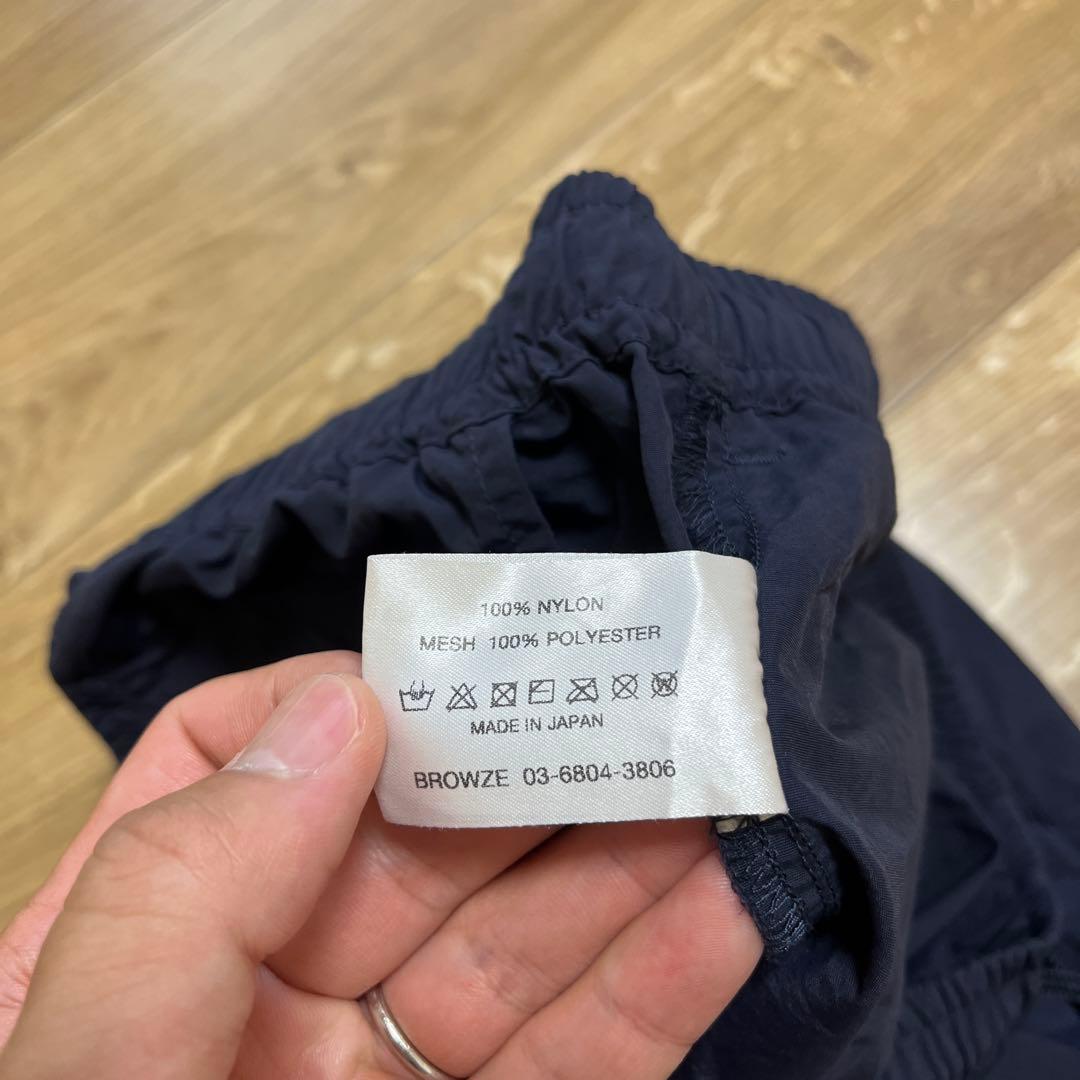 100% NYLON
MESH 100% POLYESTER
MADE IN JAPAN
BROWZE 03-6804-3806